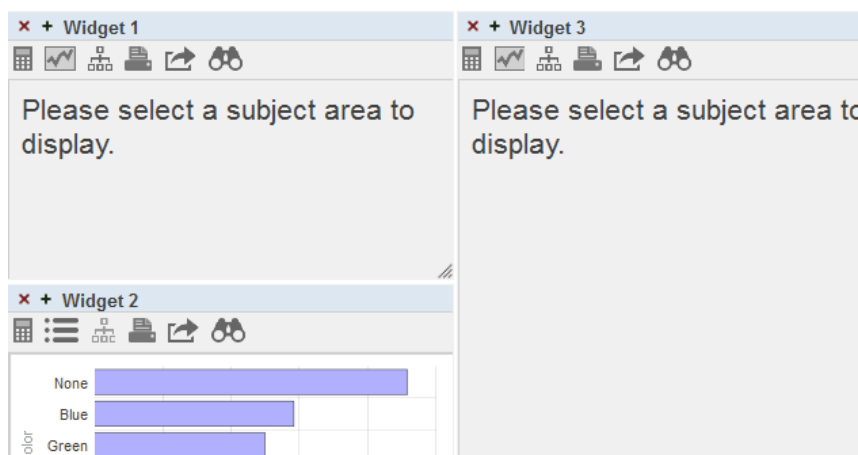 Widget 1
Please select a subject area to
display.
Widget 3
Please select a subject area to
display.
Widget 2
None
Blue
Green
olor